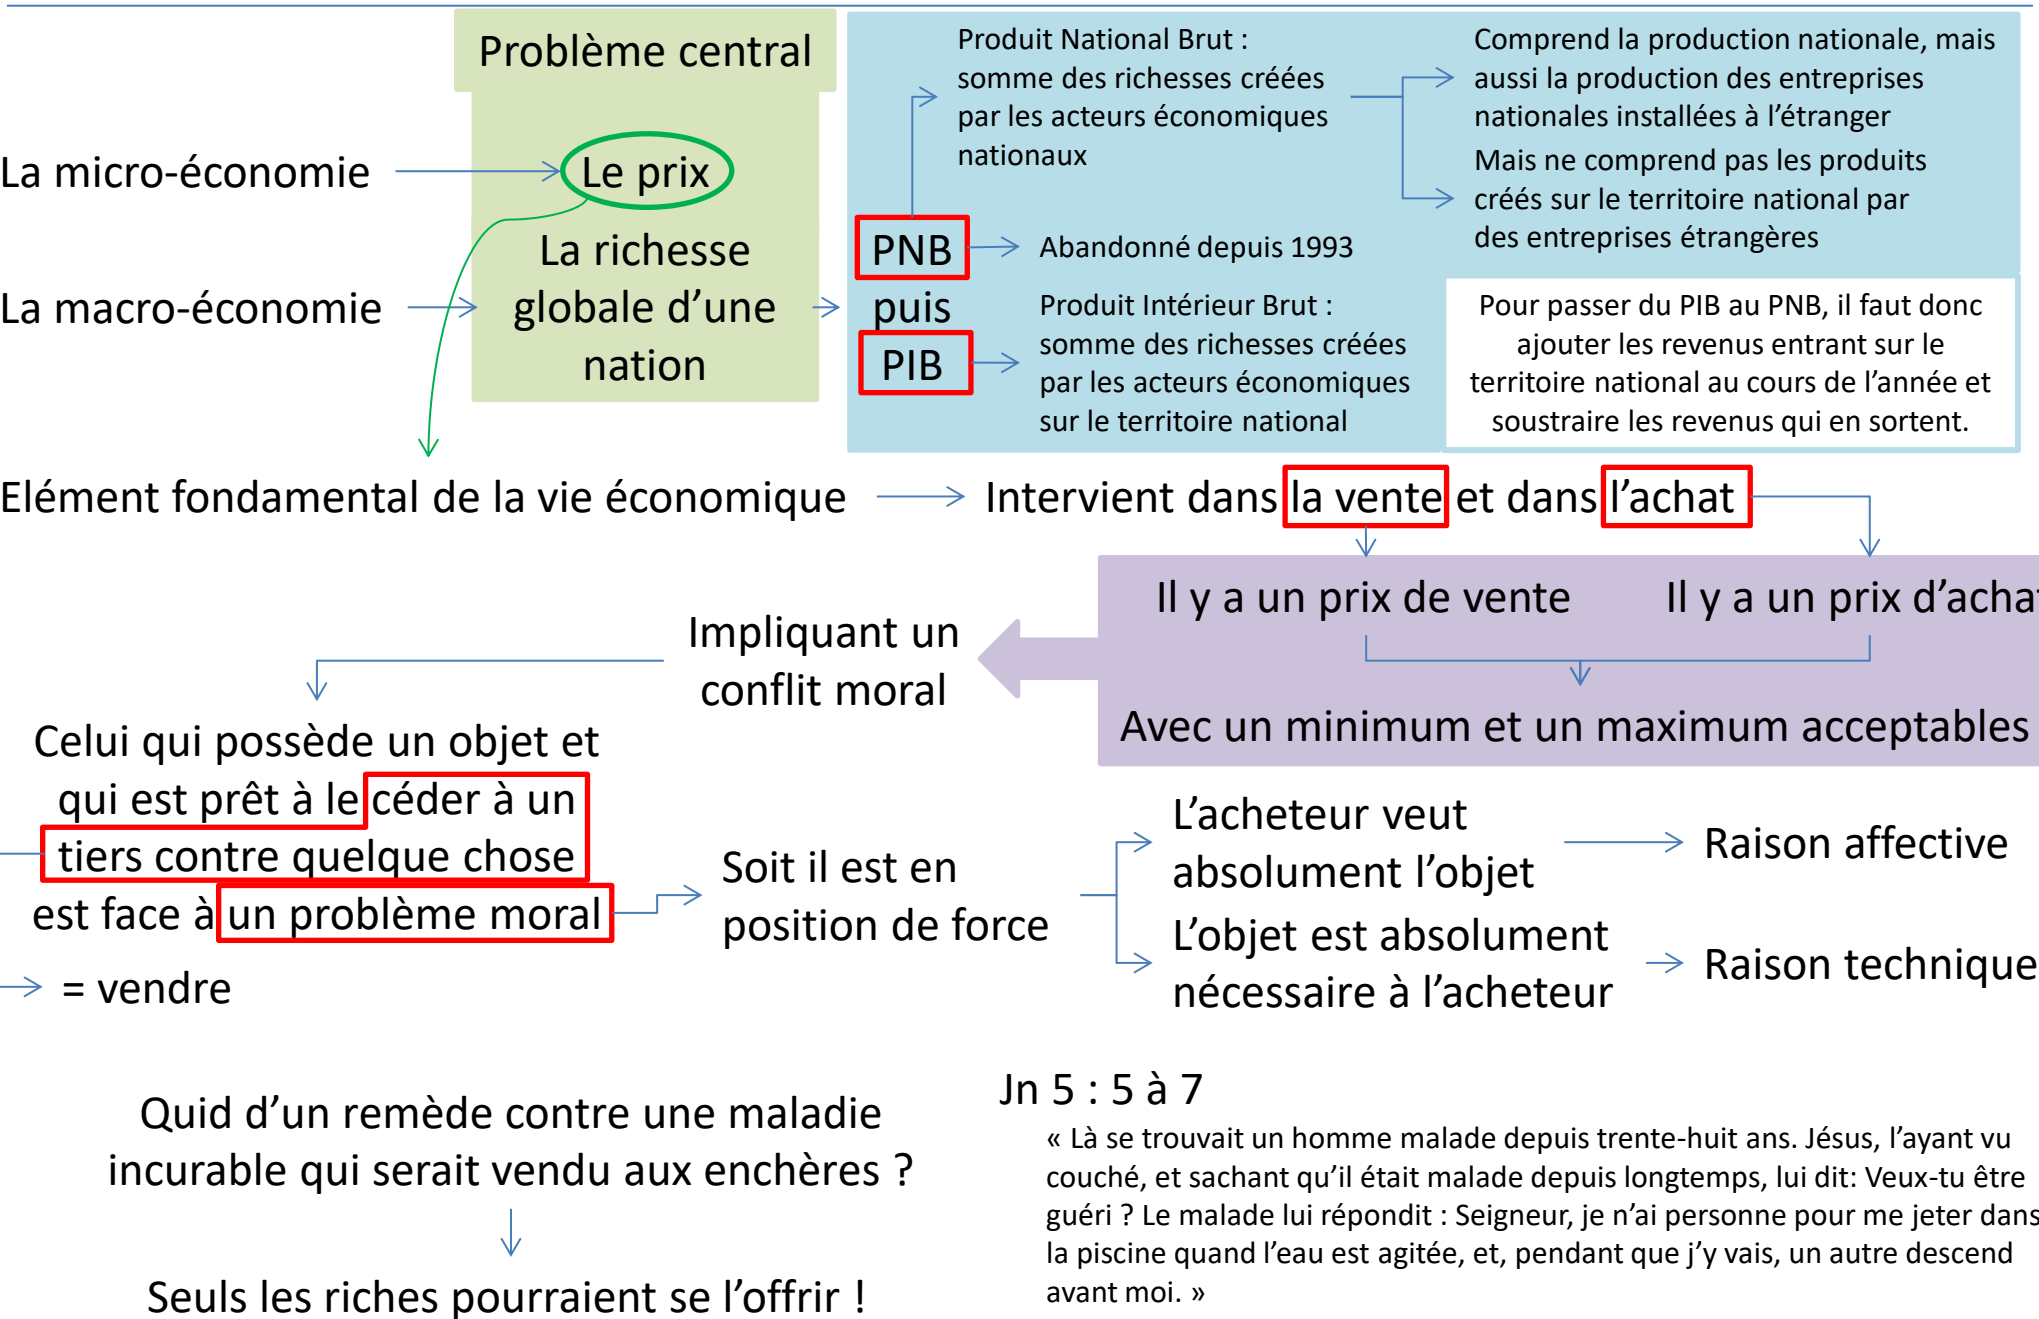 Problème central
La micro-économie
Le prix
La macro-économie
La richesse
globale d’une
nation
Produit National Brut :
somme des richesses créées
par les acteurs économiques
nationaux
Comprend la production nationale, mais
aussi la production des entreprises
nationales installées à l’étranger
Mais ne comprend pas les produits
créés sur le territoire national par
des entreprises étrangères
PNB
Abandonné depuis 1993
puis
PIB
Produit Intérieur Brut :
somme des richesses créées
par les acteurs économiques
sur le territoire national
Pour passer du PIB au PNB, il faut donc
ajouter les revenus entrant sur le
territoire national au cours de l’année et
soustraire les revenus qui en sortent.
Elément fondamental de la vie économique
Intervient dans la vente et dans l’achat
Il y a un prix de vente
Il y a un prix d’achat
Avec un minimum et un maximum acceptables
Impliquant un
conflit moral
Celui qui possède un objet et
qui est prêt à le céder à un
tiers contre quelque chose
est face à un problème moral
= vendre
Soit il est en
position de force
L’acheteur veut
absolument l’objet
Raison affective
L’objet est absolument
nécessaire à l’acheteur
Raison technique
Quid d’un remède contre une maladie
incurable qui serait vendu aux enchères ?
Seuls les riches pourraient se l’offrir !
Jn 5 : 5 à 7
« Là se trouvait un homme malade depuis trente-huit ans. Jésus, l’ayant vu
couché, et sachant qu’il était malade depuis longtemps, lui dit: Veux-tu être
guéri ? Le malade lui répondit : Seigneur, je n’ai personne pour me jeter dans
la piscine quand l’eau est agitée, et, pendant que j’y vais, un autre descend
avant moi. »